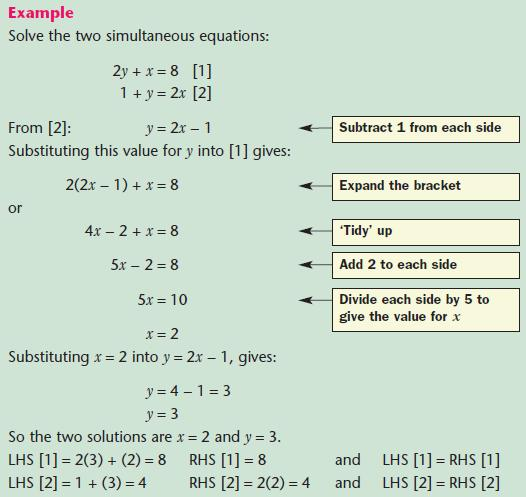 Example
Solve the two simultaneous equations:
2y + x = 8 [1]
1 + y = 2x [2]
From [2]: y = 2x – 1 Subtract 1 from each side
Substituting this value for y into [1] gives:
2(2x – 1) + x = 8 Expand the bracket
or
4x – 2 + x = 8 'Tidy' up
5x – 2 = 8 Add 2 to each side
5x = 10 Divide each side by 5 to
give the value for x
x = 2
Substituting x = 2 into y = 2x – 1, gives:
y = 4 – 1 = 3
y = 3
So the two solutions are x = 2 and y = 3.
LHS [1] = 2(3) + (2) = 8 RHS [1] = 8 and LHS [1] = RHS [1]
LHS [2] = 1 + (3) = 4 RHS [2] = 2(2) = 4 and LHS [2] = RHS [2]